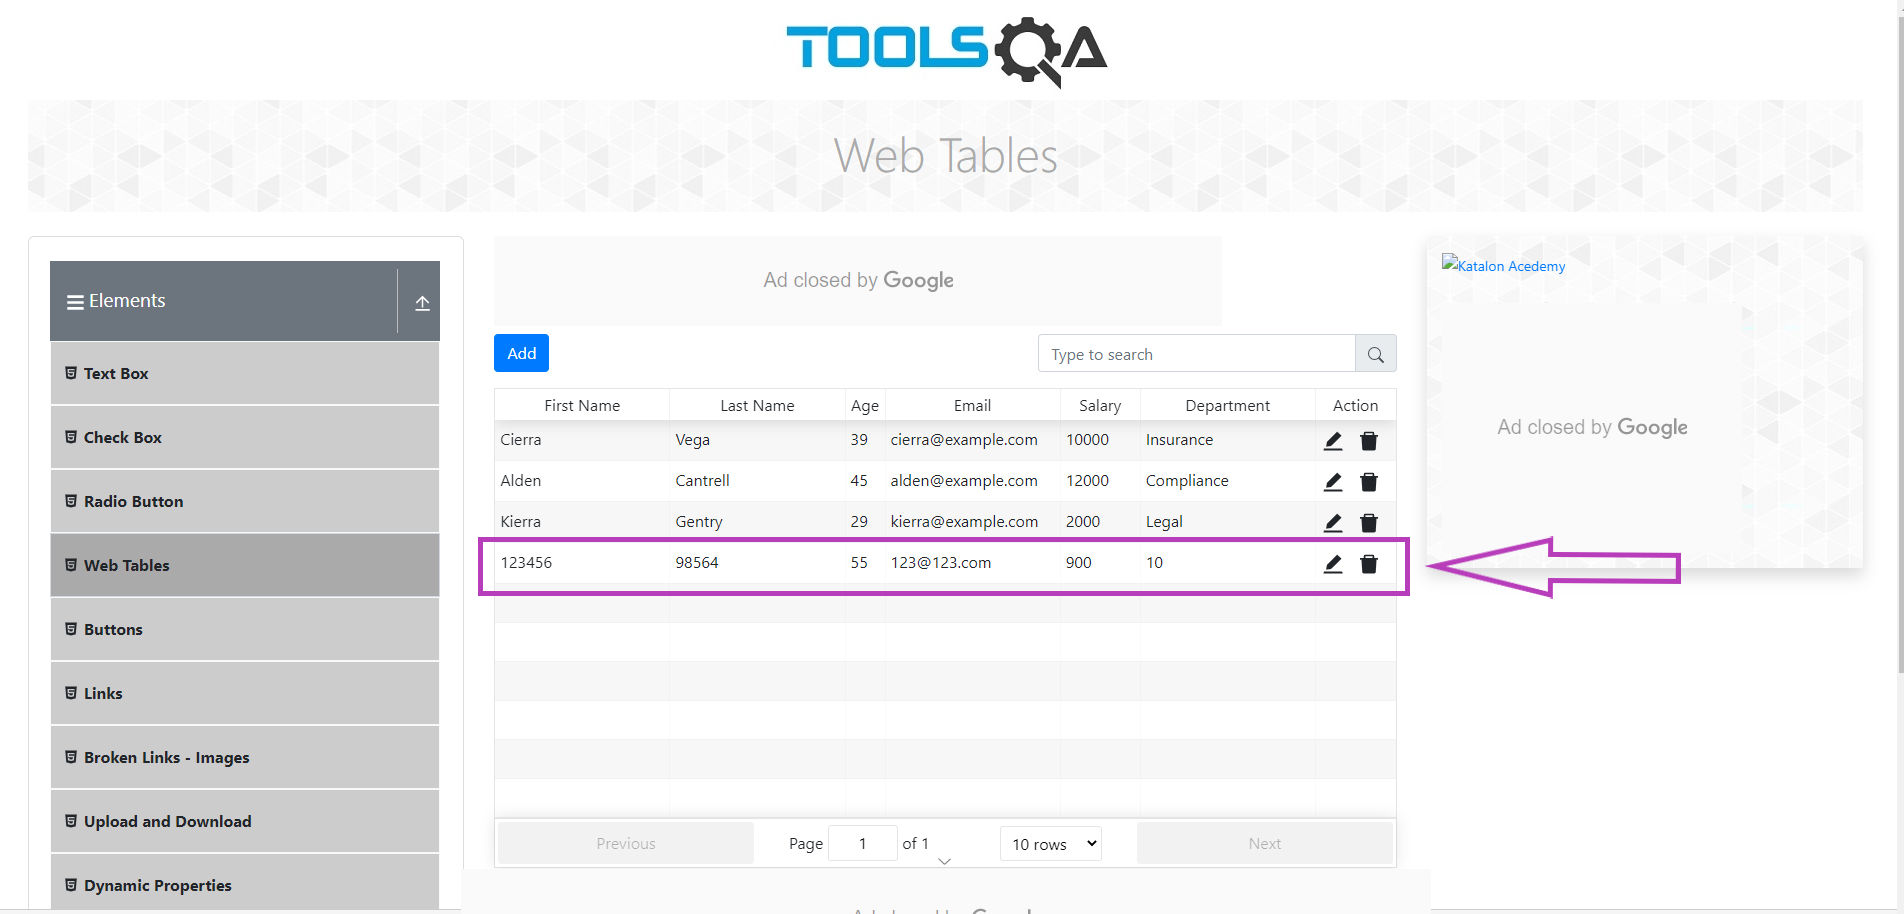 TOOLSQA
Web Tables
Elements
Text Box
Check Box
Radio Button
Web Tables
Buttons
Links
Broken Links - Images
Upload and Download
Dynamic Properties
Ad closed by Google
Add
Type to search
First Name Last Name Age Email Salary Department Action
Cierra Vega 39 cierra@example.com 10000 Insurance
Alden Cantrell 45 alden@example.com 12000 Compliance
Kierra Gentry 29 kierra@example.com 2000 Legal
123456 98564 55 123@123.com 900 10
Previous Page 1 of 1 10 rows Next
Katalon Acedemy
Ad closed by Google